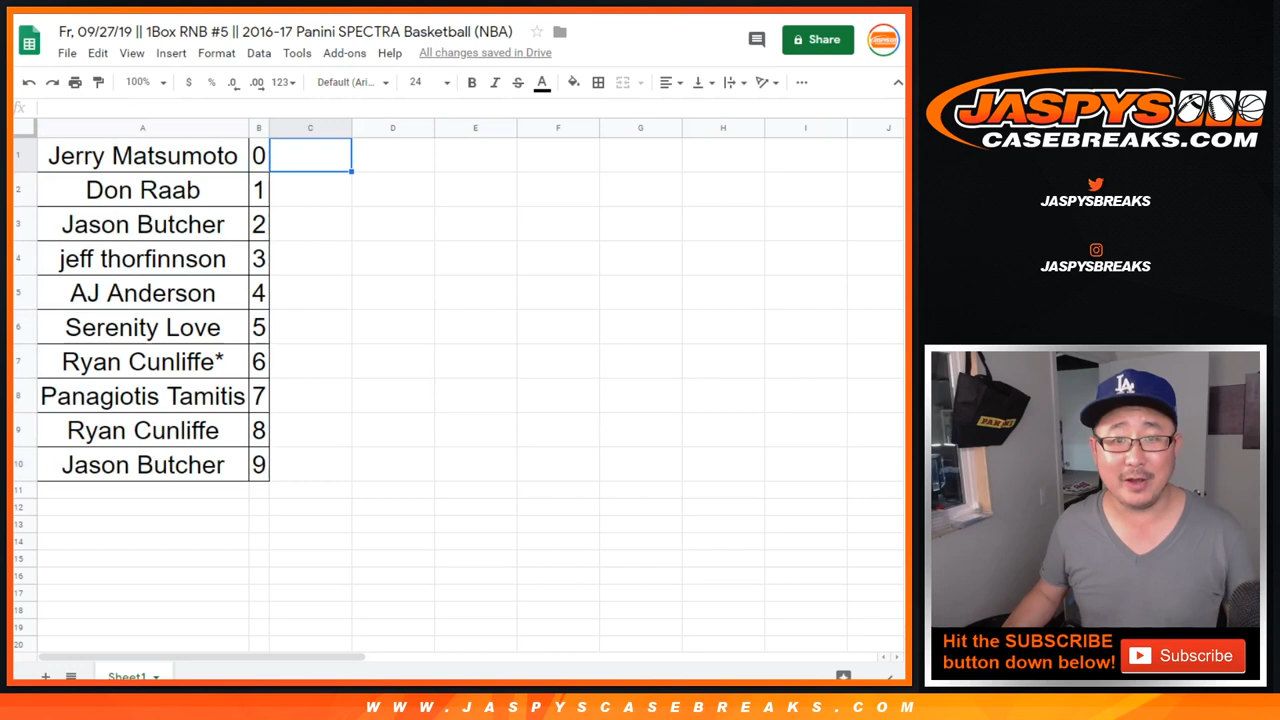 Fr, 09/27/19 || 1Box RNB #5 || 2016-17 Panini SPECTRA Basketball (NBA)
File Edit View Insert Format Data Tools Add-ons Help All changes saved in Drive
Share
100% $ % .0 .00 123 Default (Ari... 24 B I S A
fx
A B C D E F G H I J
1 Jerry Matsumoto 0
2 Don Raab 1
3 Jason Butcher 2
4 jeff thorfinnson 3
5 AJ Anderson 4
6 Serenity Love 5
7 Ryan Cunliffe* 6
8 Panagiotis Tamitis 7
9 Ryan Cunliffe 8
10 Jason Butcher 9
11
12
13
14
15
16
17
18
19
20
Sheet1
JASPYS
CASEBREAKS.COM
JASPYSBREAKS
JASPYSBREAKS
LA
Hit the SUBSCRIBE
button down below!
Subscribe
WWW.JASPYSCASEBREAKS.COM